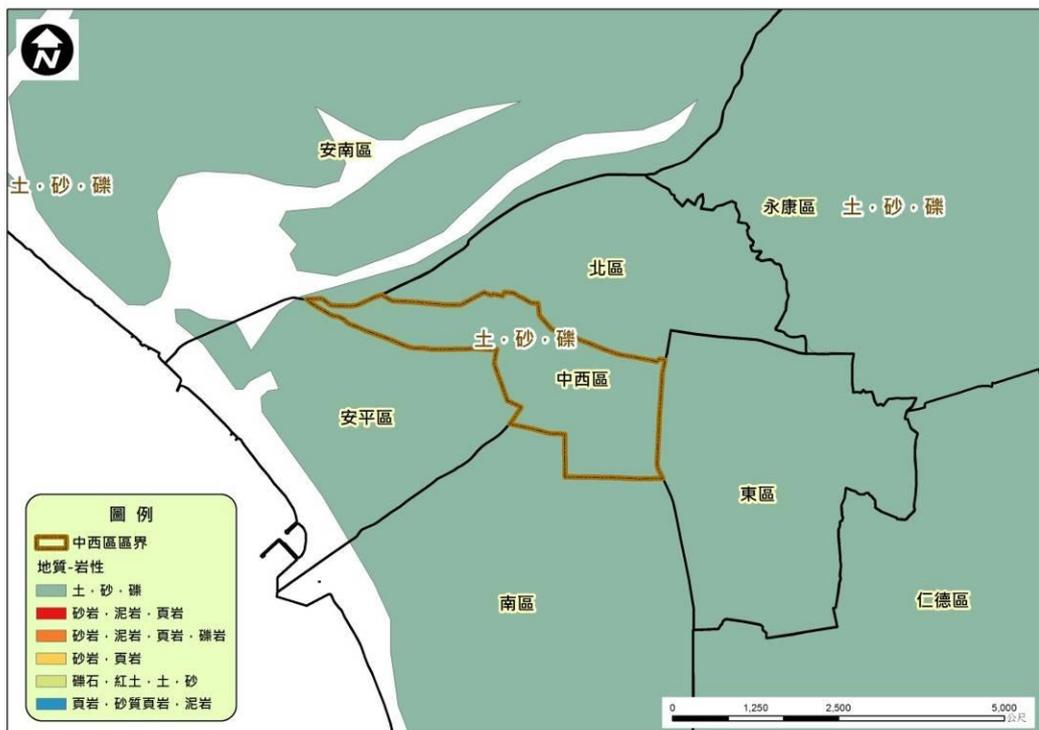 N
安南區
土．砂．礫
永康區 土．砂．礫
北區
土．砂．礫
中西區
安平區
東區
南區
仁德區
圖 例
中西區區界
地質-岩性
土．砂．礫
砂岩．泥岩．頁岩
砂岩．泥岩．頁岩．礫岩
砂岩．頁岩
礫石．紅土．土．砂
頁岩．砂質頁岩．泥岩
0 1,250 2,500 5,000
公尺